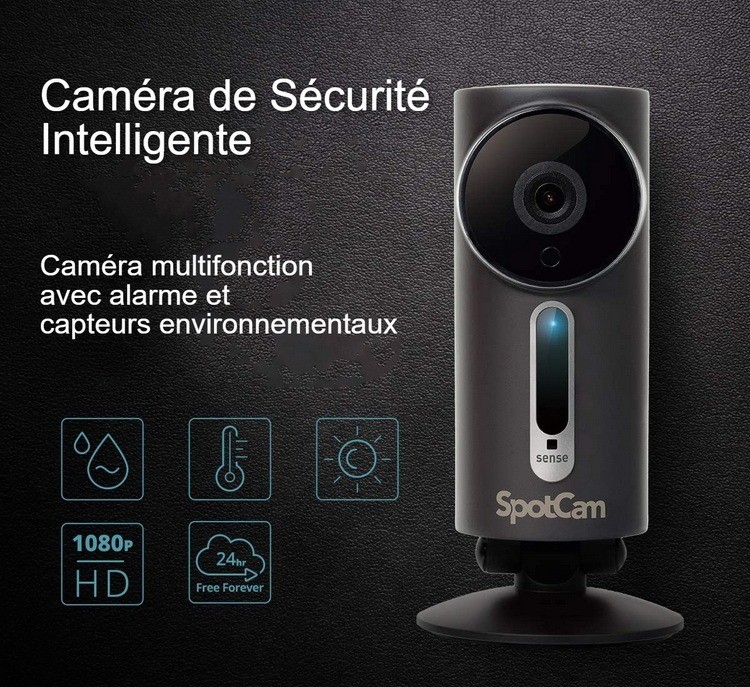 Caméra de Sécurité
Intelligente
Caméra multifonction
avec alarme et
capteurs environnementaux
sense
SpotCam
1080P
HD
24hr
Free Forever